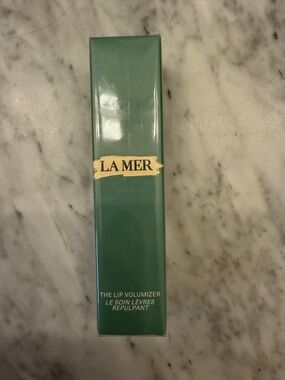 LA MER
THE LIP VOLUMIZER
LE SOIN LÈVRES
REPULPANT